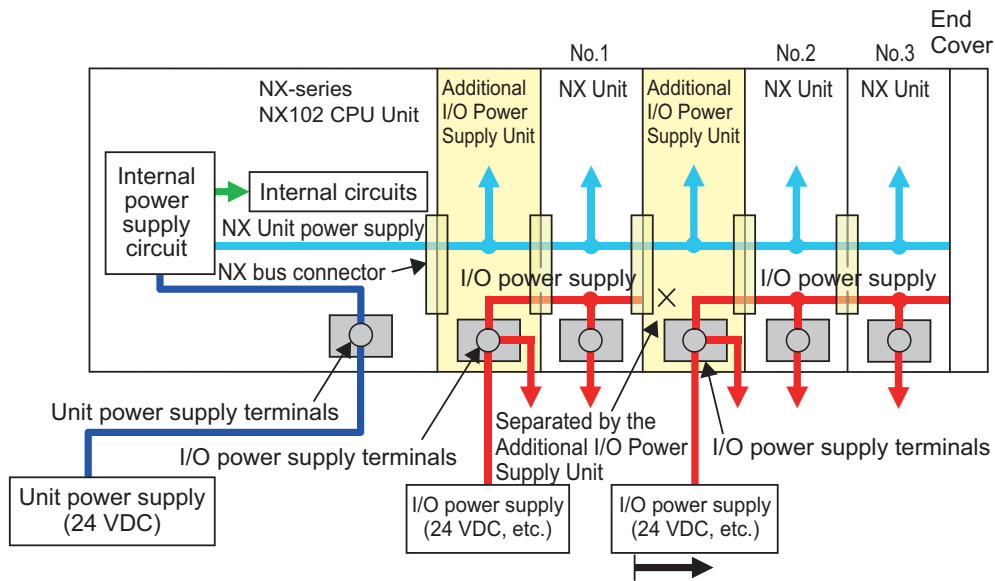 End
Cover
No.1
No.2
No.3
NX-series
NX102 CPU Unit
Additional
I/O Power
Supply Unit
NX Unit
Additional
I/O Power
Supply Unit
NX Unit
NX Unit
Internal
power
supply
circuit
Internal circuits
NX Unit power supply
NX bus connector
I/O power supply
I/O power supply
×
Unit power supply terminals
I/O power supply terminals
Separated by the
Additional I/O Power
Supply Unit
I/O power supply terminals
Unit power supply
(24 VDC)
I/O power supply
(24 VDC, etc.)
I/O power supply
(24 VDC, etc.)